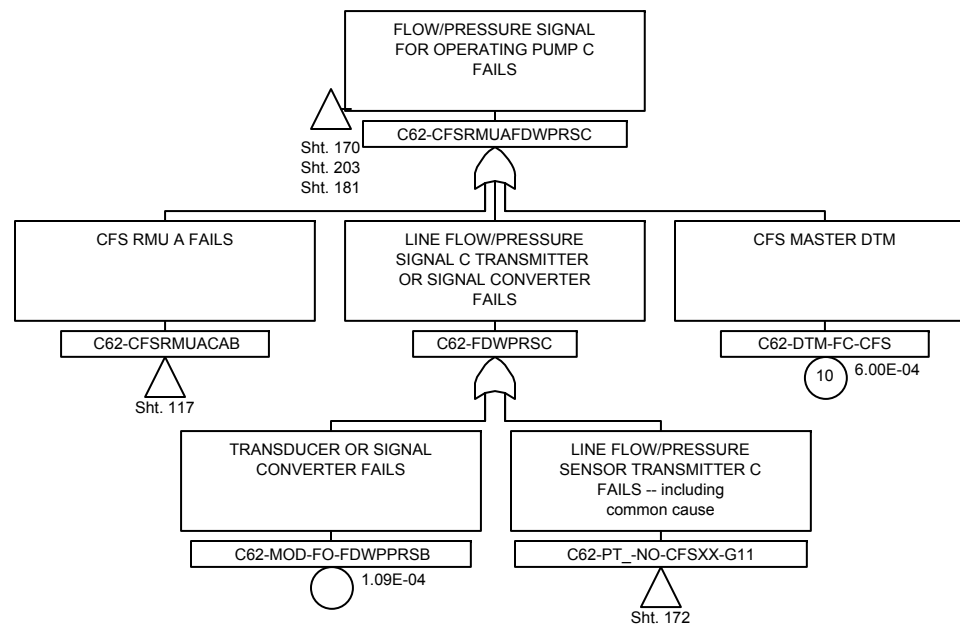 FLOW/PRESSURE SIGNAL
FOR OPERATING PUMP C
FAILS
C62-CFSRMUAFDWPRSC
Sht. 170
Sht. 203
Sht. 181
CFS RMU A FAILS
C62-CFSRMUACAB
Sht. 117
LINE FLOW/PRESSURE
SIGNAL C TRANSMITTER
OR SIGNAL CONVERTER
FAILS
C62-FDWPRSC
CFS MASTER DTM
C62-DTM-FC-CFS
10
6.00E-04
TRANSDUCER OR SIGNAL
CONVERTER FAILS
C62-MOD-FO-FDWPPRSB
1.09E-04
LINE FLOW/PRESSURE
SENSOR TRANSMITTER C
FAILS -- including
common cause
C62-PT_-NO-CFSXX-G11
Sht. 172